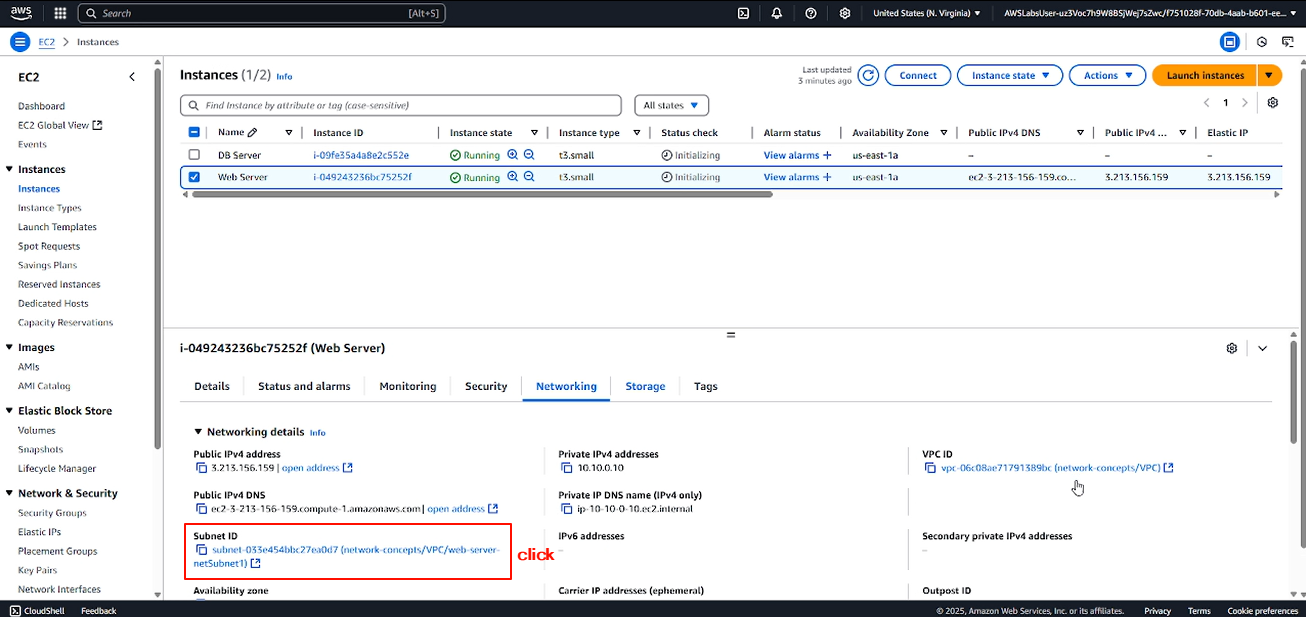 aws
Search [Alt+S]
United States (N. Virginia)
AWSLabsUser-uz3Voc7h9W8BSjWej7sZwc/f751028f-70db-4aab-b601-ee...
EC2 > Instances
EC2
Dashboard
EC2 Global View
Events
Instances
Instances
Instance Types
Launch Templates
Spot Requests
Savings Plans
Reserved Instances
Dedicated Hosts
Capacity Reservations
Images
AMIs
AMI Catalog
Elastic Block Store
Volumes
Snapshots
Lifecycle Manager
Network & Security
Security Groups
Elastic IPs
Placement Groups
Key Pairs
Network Interfaces
Instances (1/2) Info
Last updated
3 minutes ago
Connect
Instance state
Actions
Launch instances
Find Instance by attribute or tag (case-sensitive)
All states
1
Name Instance ID Instance state Instance type Status check Alarm status Availability Zone Public IPv4 DNS Public IPv4 ... Elastic IP
DB Server i-09fe35a4a8e2c552e Running t3.small Initializing View alarms + us-east-1a – – –
Web Server i-049243236bc75252f Running t3.small Initializing View alarms + us-east-1a ec2-3-213-156-159.co... 3.213.156.159 3.213.156.159
i-049243236bc75252f (Web Server)
Details Status and alarms Monitoring Security Networking Storage Tags
Networking details Info
Public IPv4 address
3.213.156.159 | open address
Private IPv4 addresses
10.10.0.10
VPC ID
vpc-06c08ae71791389bc (network-concepts/VPC)
Public IPv4 DNS
ec2-3-213-156-159.compute-1.amazonaws.com | open address
Private IP DNS name (IPv4 only)
ip-10-10-0-10.ec2.internal
Subnet ID
subnet-033e454bbc27ea0d7 (network-concepts/VPC/web-server-
netSubnet1)
click
IPv6 addresses
–
Secondary private IPv4 addresses
–
Availability zone
Carrier IP addresses (ephemeral)
Outpost ID
CloudShell Feedback
© 2025, Amazon Web Services, Inc. or its affiliates. Privacy Terms Cookie preferences